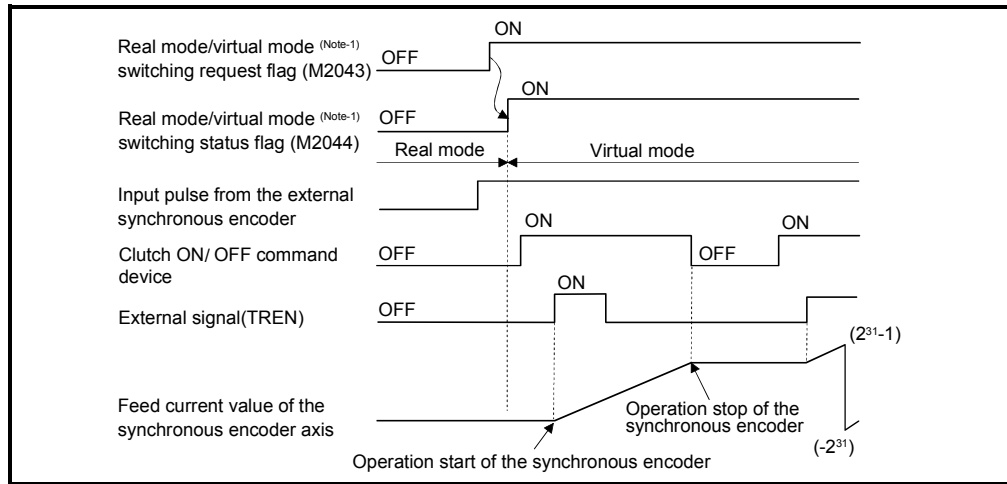 ON
Real mode/virtual mode (Note-1)
switching request flag (M2043)
OFF
ON
Real mode/virtual mode (Note-1)
switching status flag (M2044)
OFF
Real mode
Virtual mode
Input pulse from the external
synchronous encoder
ON
ON
Clutch ON/ OFF command
device
OFF
OFF
ON
External signal(TREN)
OFF
(2³¹-1)
Feed current value of the
synchronous encoder axis
Operation stop of the
synchronous encoder
(-2³¹)
Operation start of the synchronous encoder